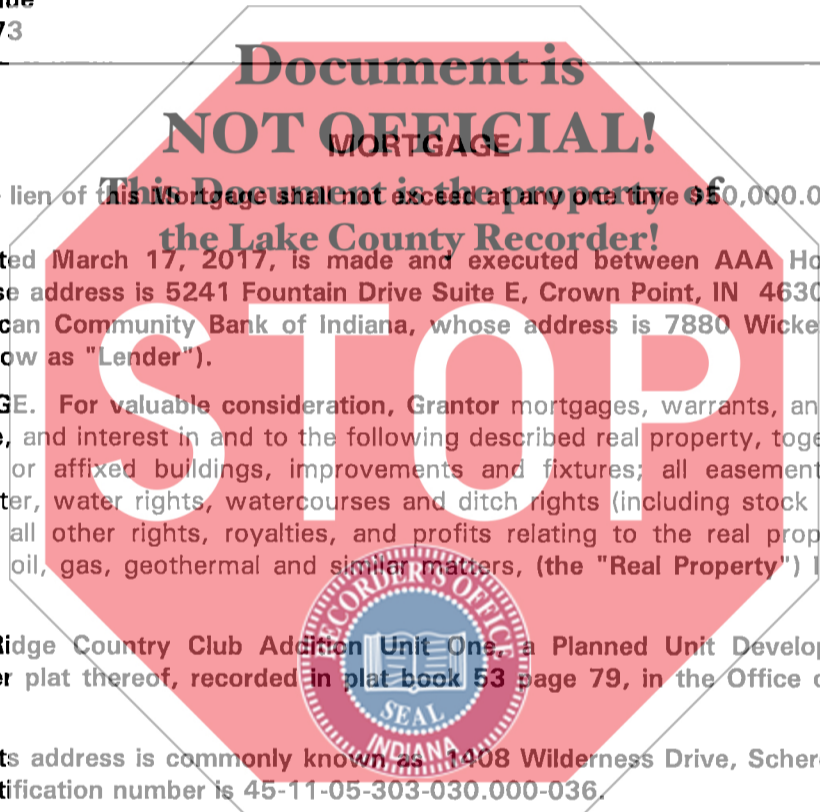 73
Document is
NOT OFFICIAL!
MORTGAGE
lien of this Mortgage shall not exceed at any one time $50,000.0
This Document is the property of
the Lake County Recorder!
ted March 17, 2017, is made and executed between AAA Ho
se address is 5241 Fountain Drive Suite E, Crown Point, IN 4630
can Community Bank of Indiana, whose address is 7880 Wicke
ow as "Lender").
GE. For valuable consideration, Grantor mortgages, warrants, an
e, and interest in and to the following described real property, toge
or affixed buildings, improvements and fixtures; all easement
ter, water rights, watercourses and ditch rights (including stock
all other rights, royalties, and profits relating to the real prop
oil, gas, geothermal and similar matters, (the "Real Property") l
STOP
Ridge Country Club Addition Unit One, a Planned Unit Develop
er plat thereof, recorded in plat book 53 page 79, in the Office o
ts address is commonly known as 1408 Wilderness Drive, Schere
tification number is 45-11-05-303-030.000-036.
RECORDER'S OFFICE
SEAL
INDIANA